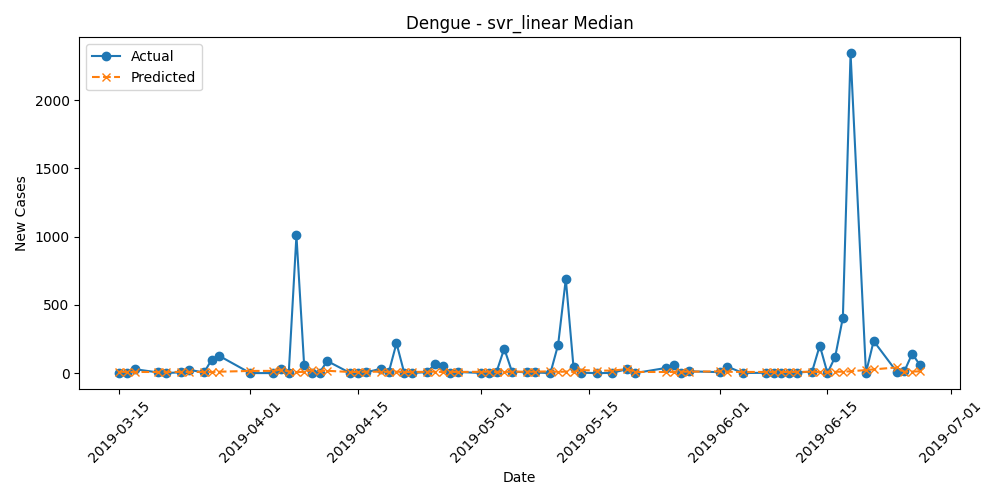 Dengue - svr_linear Median
Actual
Predicted
New Cases
2000
1500
1000
500
0
2019-03-15
2019-04-01
2019-04-15
2019-05-01
2019-05-15
2019-06-01
2019-06-15
2019-07-01
Date